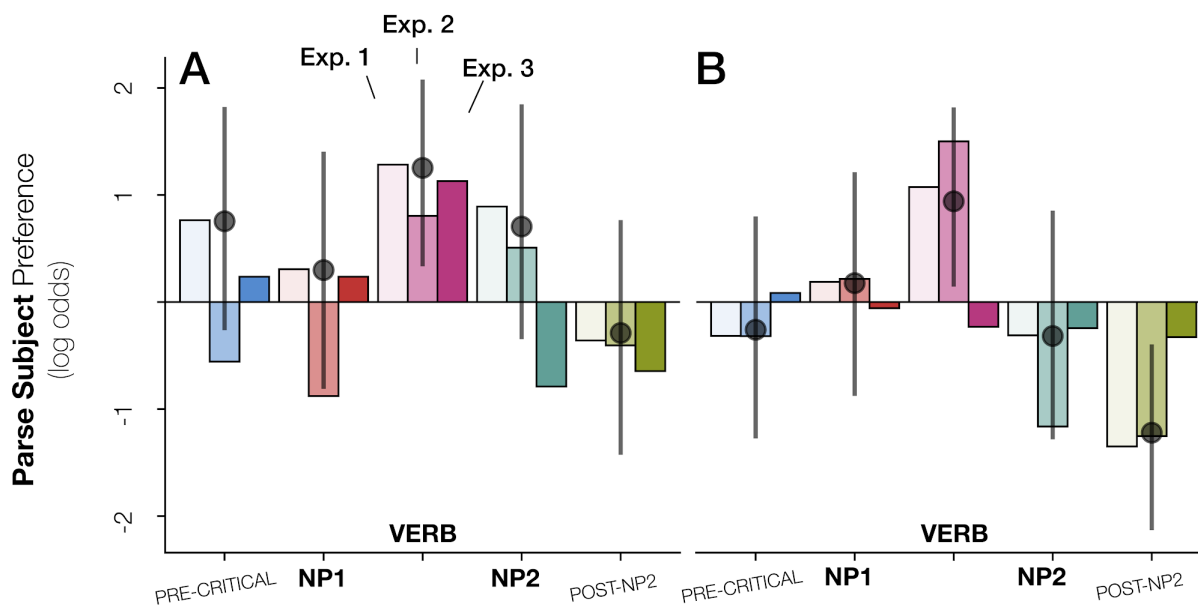 Exp. 2
Exp. 1
Exp. 3
A
B
Parse Subject Preference
(log odds)
2
1
-1
-2
VERB
VERB
PRE-CRITICAL
NP1
NP2
POST-NP2
PRE-CRITICAL
NP1
NP2
POST-NP2